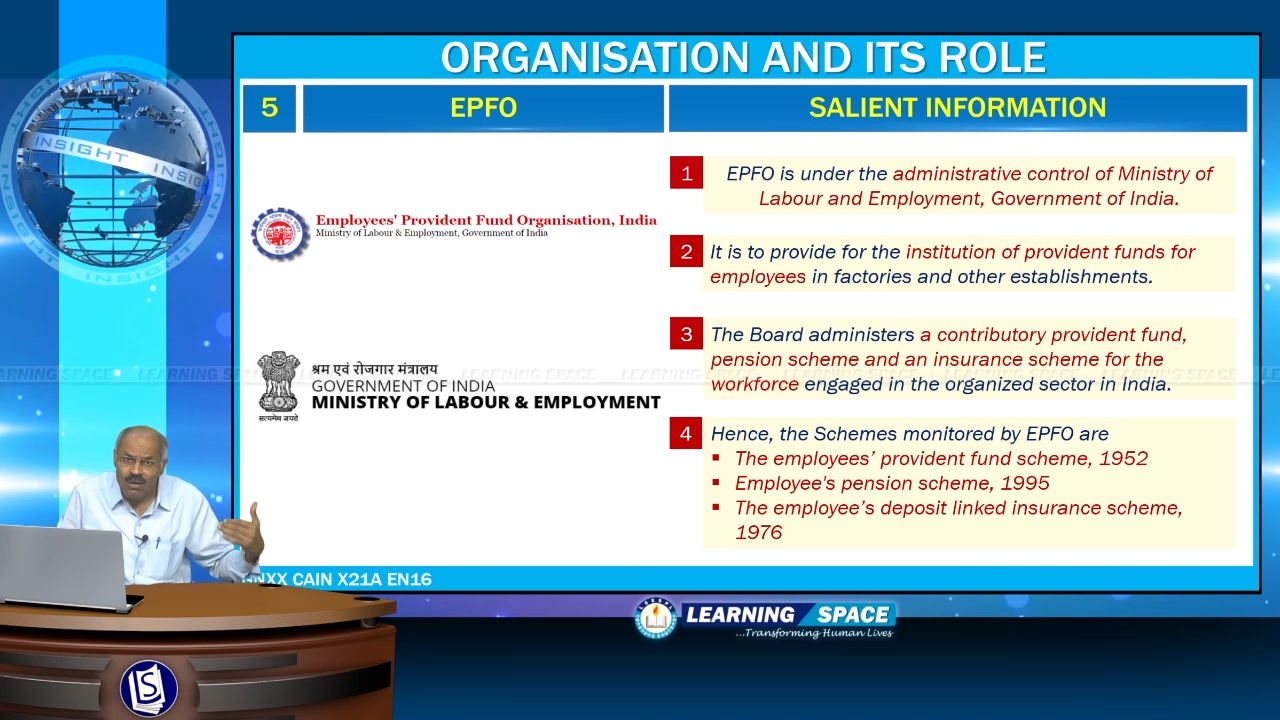 ORGANISATION AND ITS ROLE
5
EPFO
SALIENT INFORMATION
INSIGHT INSIG
INSIGHT
Employees' Provident Fund Organisation, India
Ministry of Labour & Employment, Government of India
1
EPFO is under the administrative control of Ministry of
Labour and Employment, Government of India.
2
It is to provide for the institution of provident funds for
employees in factories and other establishments.
3
The Board administers a contributory provident fund,
pension scheme and an insurance scheme for the
workforce engaged in the organized sector in India.
श्रम एवं रोजगार मंत्रालय
GOVERNMENT OF INDIA
MINISTRY OF LABOUR & EMPLOYMENT
सत्यमेव जयते
4
Hence, the Schemes monitored by EPFO are
▪ The employees’ provident fund scheme, 1952
▪ Employee's pension scheme, 1995
▪ The employee’s deposit linked insurance scheme,
1976
NXX CAIN X21A EN16
LEARNING SPACE
...Transforming Human Lives
LS